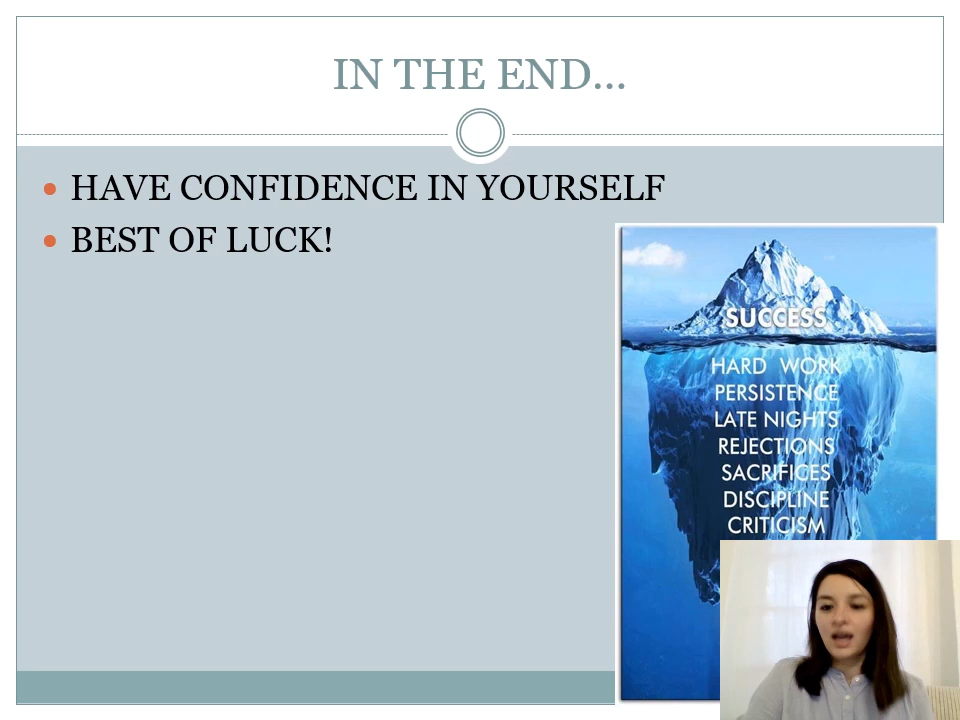 IN THE END...
HAVE CONFIDENCE IN YOURSELF
BEST OF LUCK!
SUCCESS
HARD WORK
PERSISTENCE
LATE NIGHTS
REJECTIONS
SACRIFICES
DISCIPLINE
CRITICISM